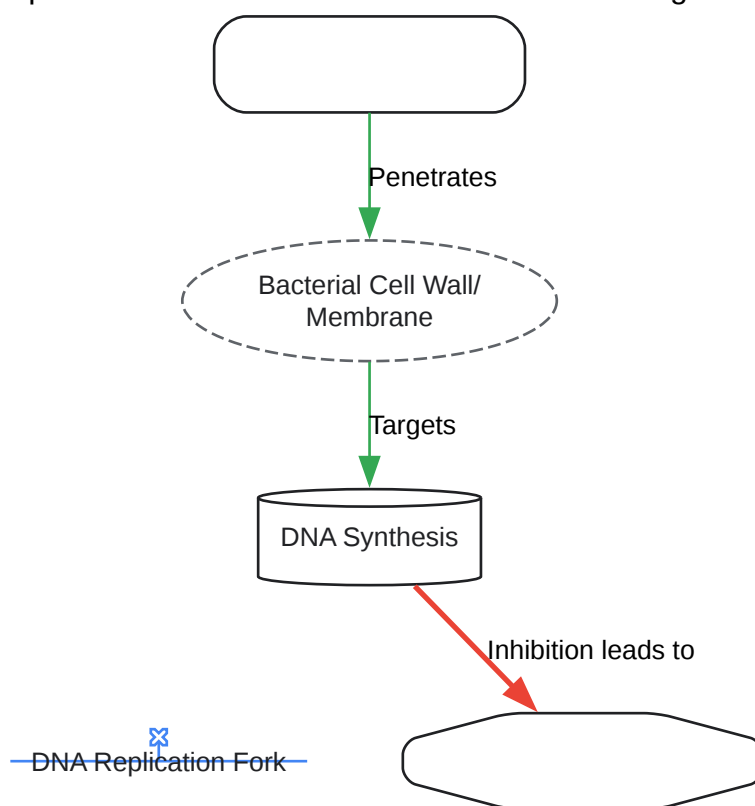 Penetrates
Bacterial Cell Wall/
Membrane
Targets
DNA Synthesis
Inhibition leads to
DNA Replication Fork